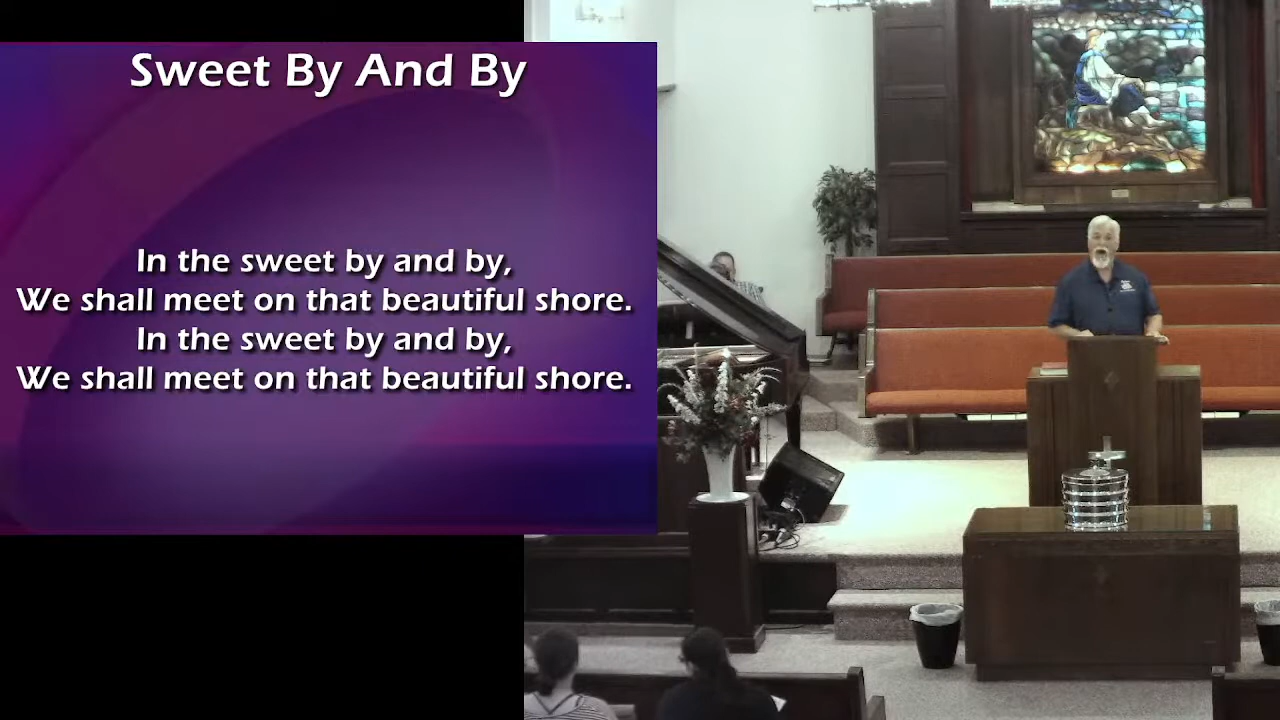 Sweet By And By
In the sweet by and by,
We shall meet on that beautiful shore.
In the sweet by and by,
We shall meet on that beautiful shore.